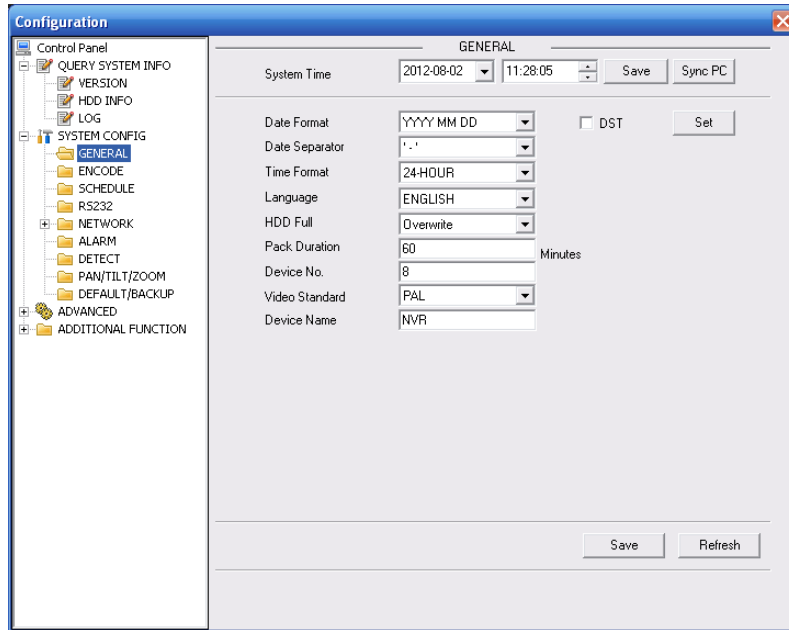 Configuration
Control Panel
QUERY SYSTEM INFO
VERSION
HDD INFO
LOG
SYSTEM CONFIG
GENERAL
ENCODE
SCHEDULE
RS232
NETWORK
ALARM
DETECT
PAN/TILT/ZOOM
DEFAULT/BACKUP
ADVANCED
ADDITIONAL FUNCTION
GENERAL
System Time 2012-08-02 11:28:05 Save Sync PC
Date Format YYYY MM DD DST Set
Date Separator '-'
Time Format 24-HOUR
Language ENGLISH
HDD Full Overwrite
Pack Duration 60 Minutes
Device No. 8
Video Standard PAL
Device Name NVR
Save Refresh